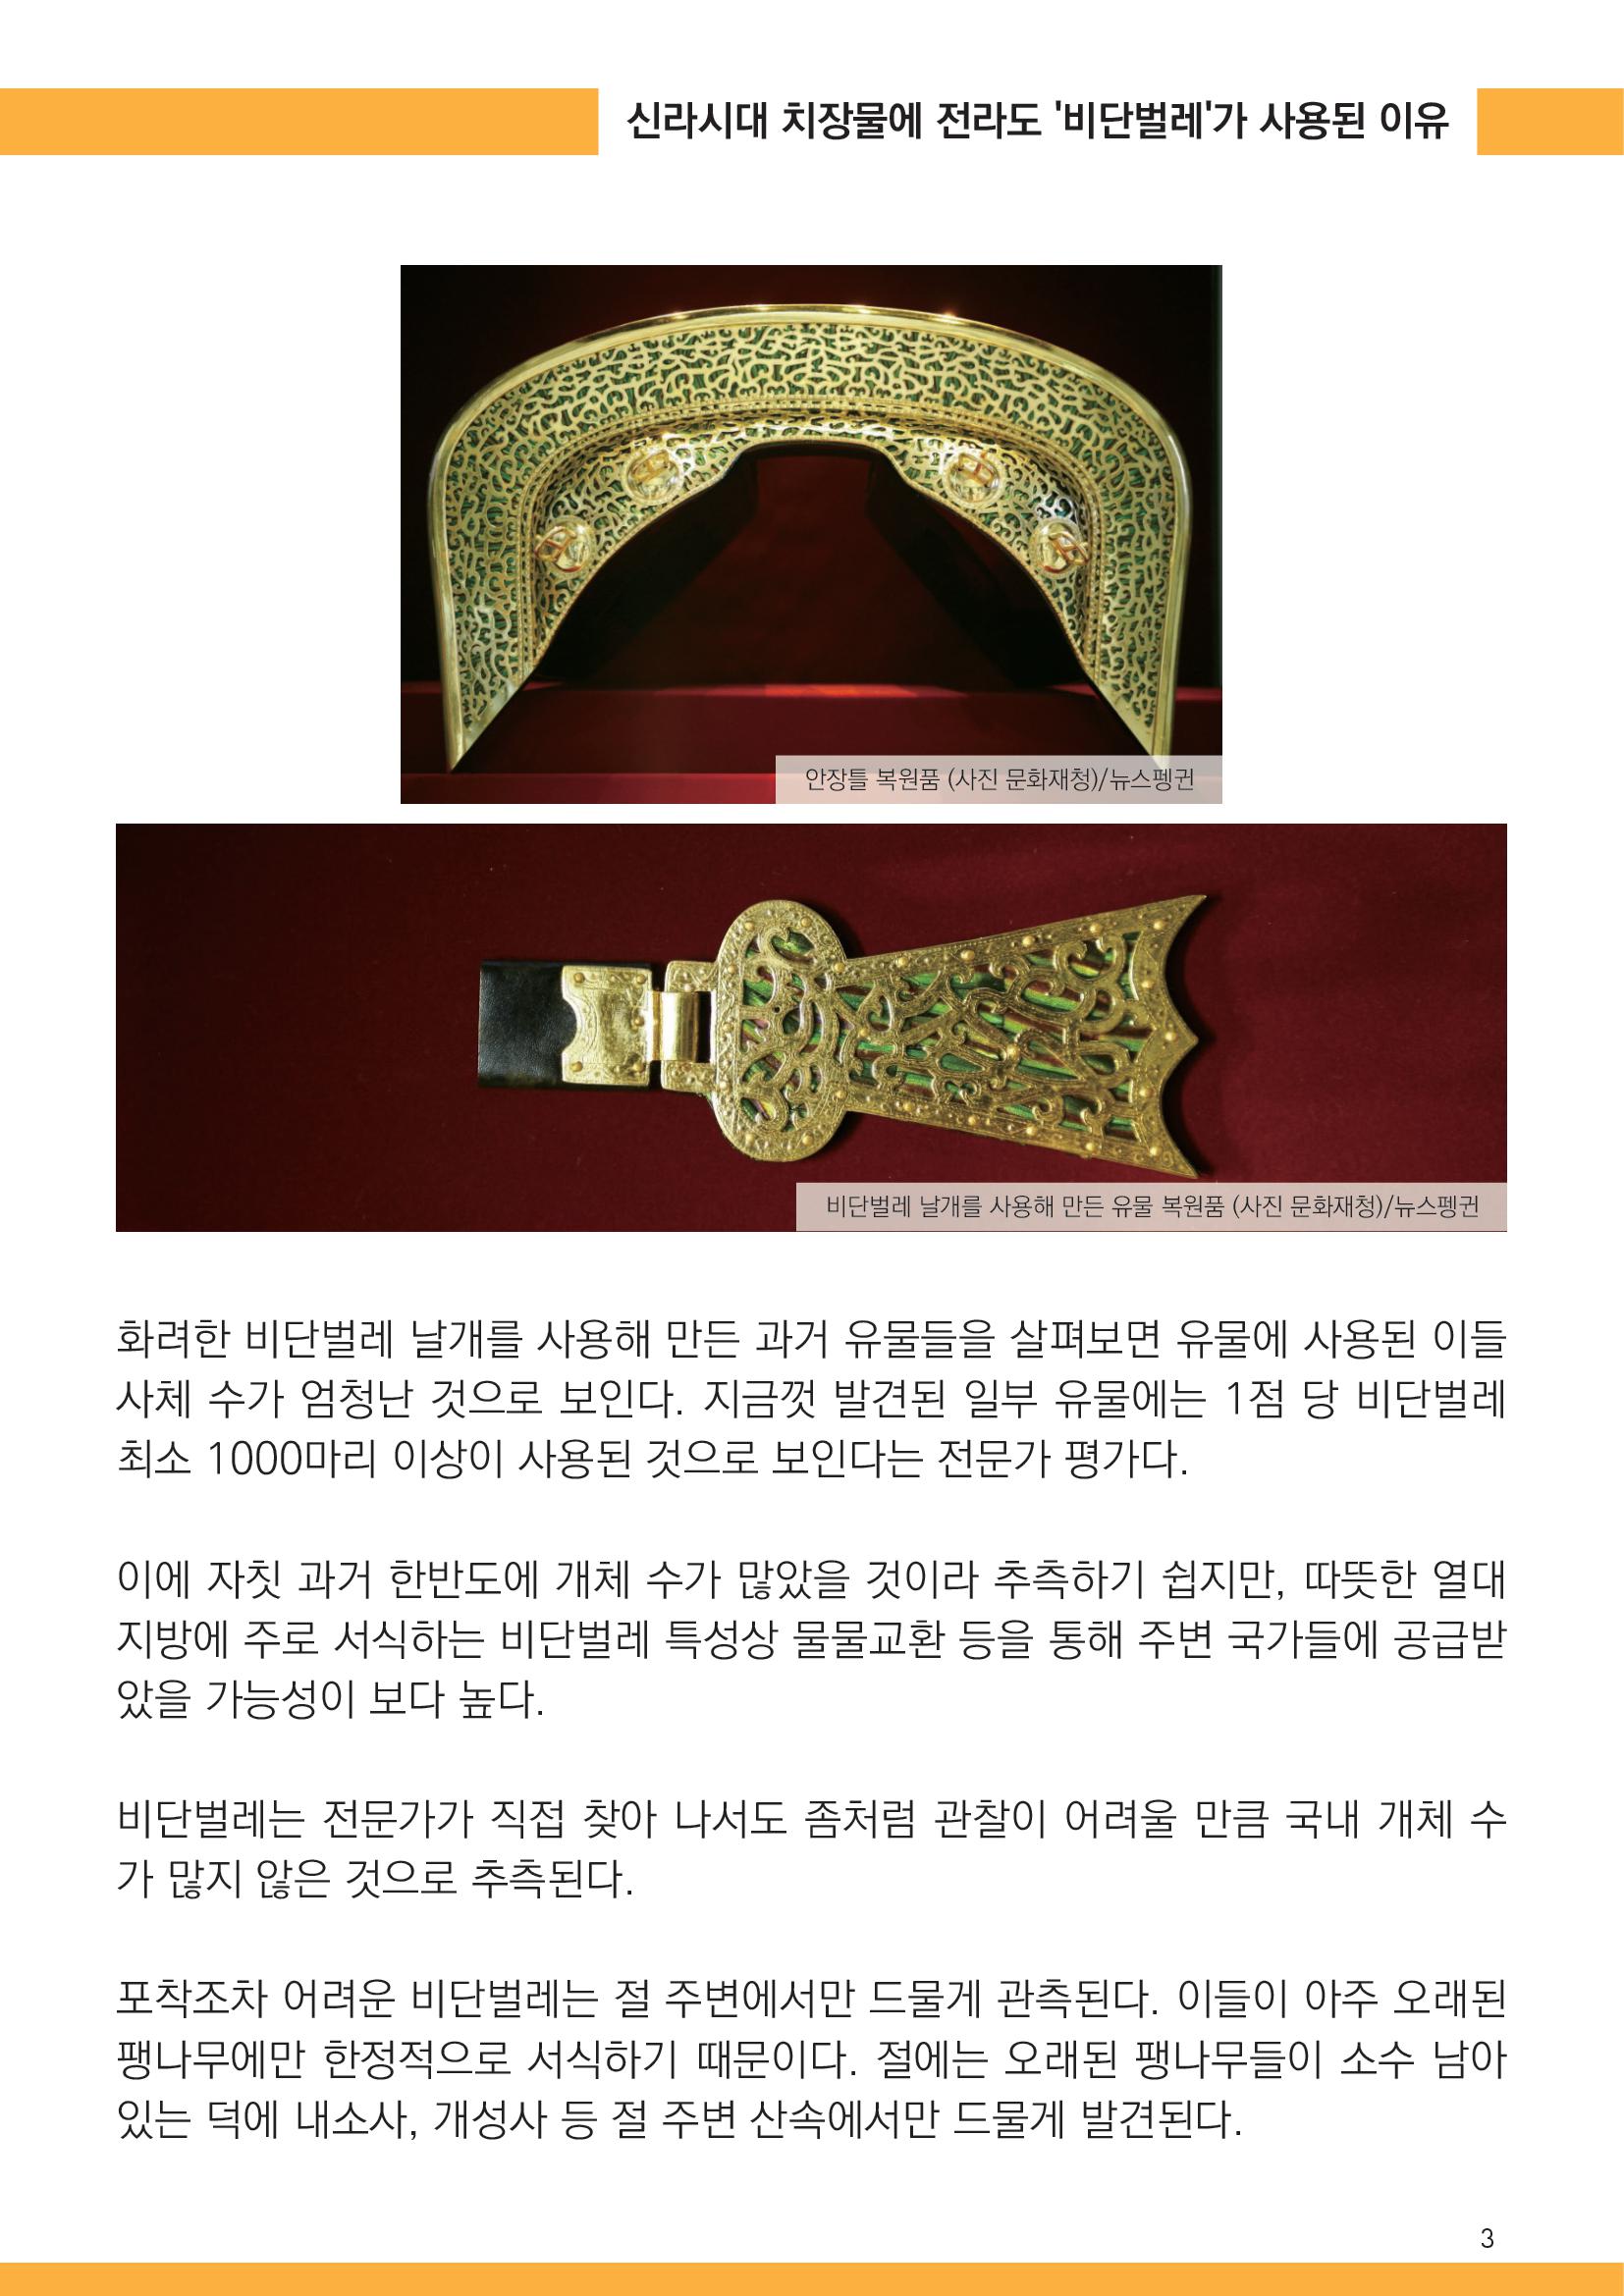 신라시대 치장물에 전라도 '비단벌레'가 사용된 이유
안장틀 복원품 (사진 문화재청)/뉴스펭귄
비단벌레 날개를 사용해 만든 유물 복원품 (사진 문화재청)/뉴스펭귄
화려한 비단벌레 날개를 사용해 만든 과거 유물들을 살펴보면 유물에 사용된 이들
사체 수가 엄청난 것으로 보인다. 지금껏 발견된 일부 유물에는 1점 당 비단벌레
최소 1000마리 이상이 사용된 것으로 보인다는 전문가 평가다.
이에 자칫 과거 한반도에 개체 수가 많았을 것이라 추측하기 쉽지만, 따뜻한 열대
지방에 주로 서식하는 비단벌레 특성상 물물교환 등을 통해 주변 국가들에 공급받
았을 가능성이 보다 높다.
비단벌레는 전문가가 직접 찾아 나서도 좀처럼 관찰이 어려울 만큼 국내 개체 수
가 많지 않은 것으로 추측된다.
포착조차 어려운 비단벌레는 절 주변에서만 드물게 관측된다. 이들이 아주 오래된
팽나무에만 한정적으로 서식하기 때문이다. 절에는 오래된 팽나무들이 소수 남아
있는 덕에 내소사, 개성사 등 절 주변 산속에서만 드물게 발견된다.
3